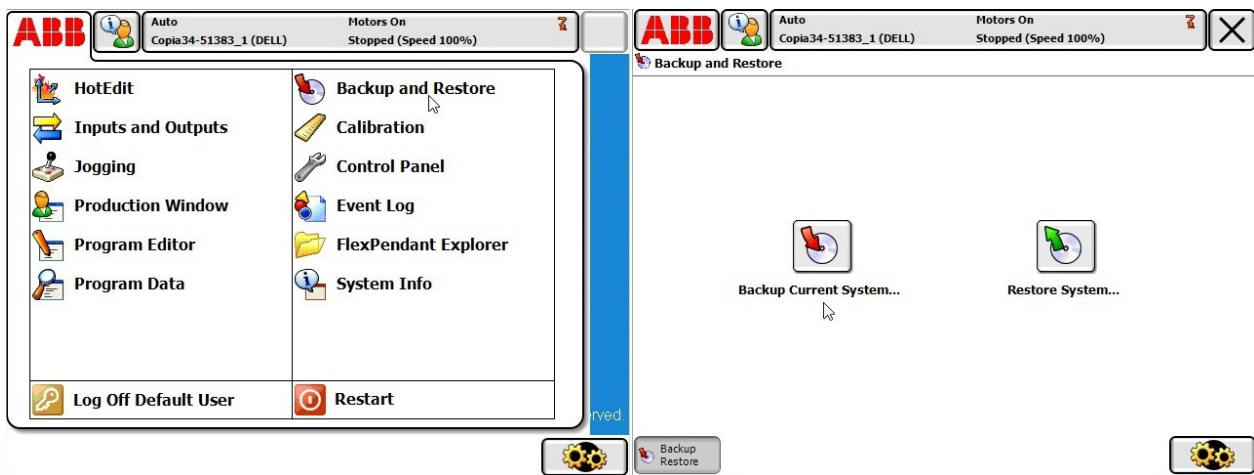 ABB
Auto Motors On
Copia34-51383_1 (DELL) Stopped (Speed 100%)
HotEdit
Inputs and Outputs
Jogging
Production Window
Program Editor
Program Data
Backup and Restore
Calibration
Control Panel
Event Log
FlexPendant Explorer
System Info
Log Off Default User
Restart
rved.
ABB
Auto Motors On
Copia34-51383_1 (DELL) Stopped (Speed 100%)
Backup and Restore
Backup Current System... Restore System...
Backup
Restore